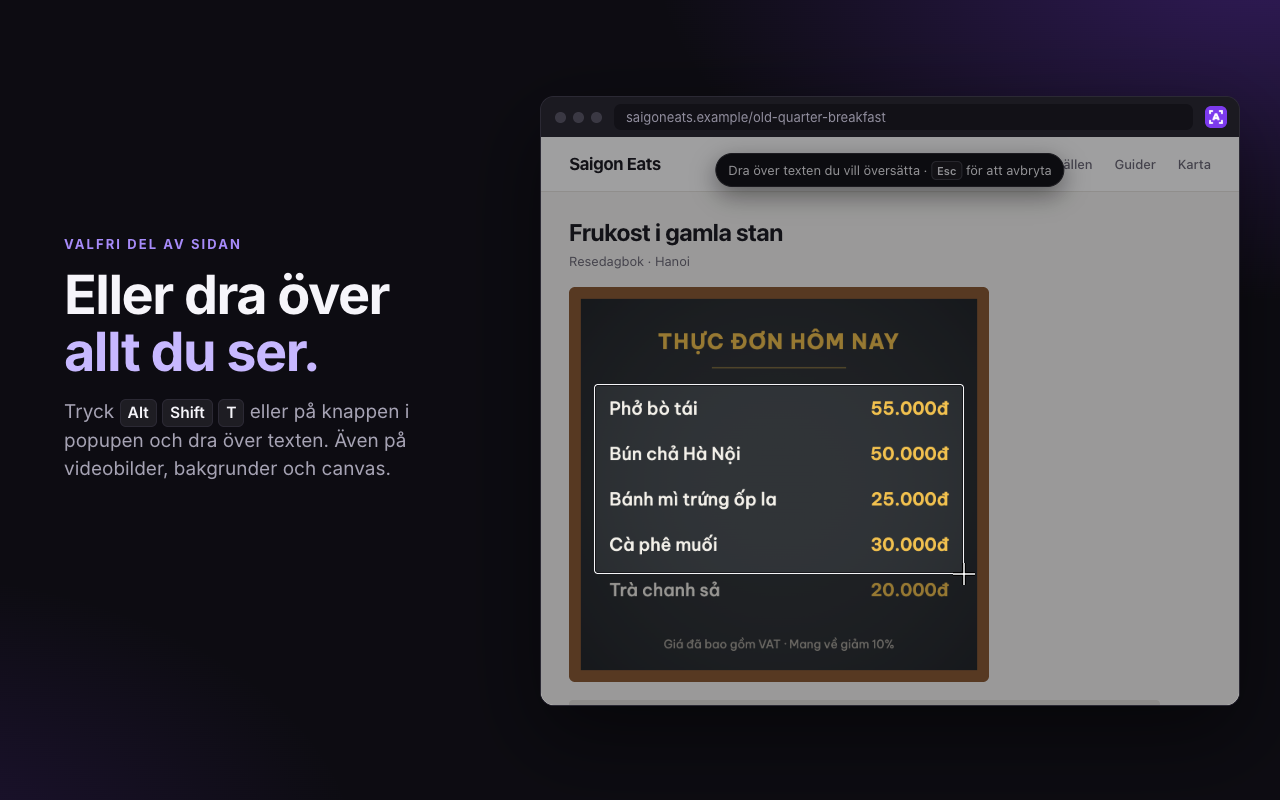 VALFRI DEL AV SIDAN
Eller dra över
allt du ser.
Tryck Alt Shift T eller på knappen i
popupen och dra över texten. Även på
videobilder, bakgrunder och canvas.
saigoneats.example/old-quarter-breakfast
Saigon Eats
Dra över texten du vill översätta · Esc för att avbryta
ällen Guider Karta
Frukost i gamla stan
Resedagbok · Hanoi
THỰC ĐƠN HÔM NAY
Phở bò tái 55.000đ
Bún chả Hà Nội 50.000đ
Bánh mì trứng ốp la 25.000đ
Cà phê muối 30.000đ
Trà chanh sả 20.000đ
Giá đã bao gồm VAT · Mang về giảm 10%